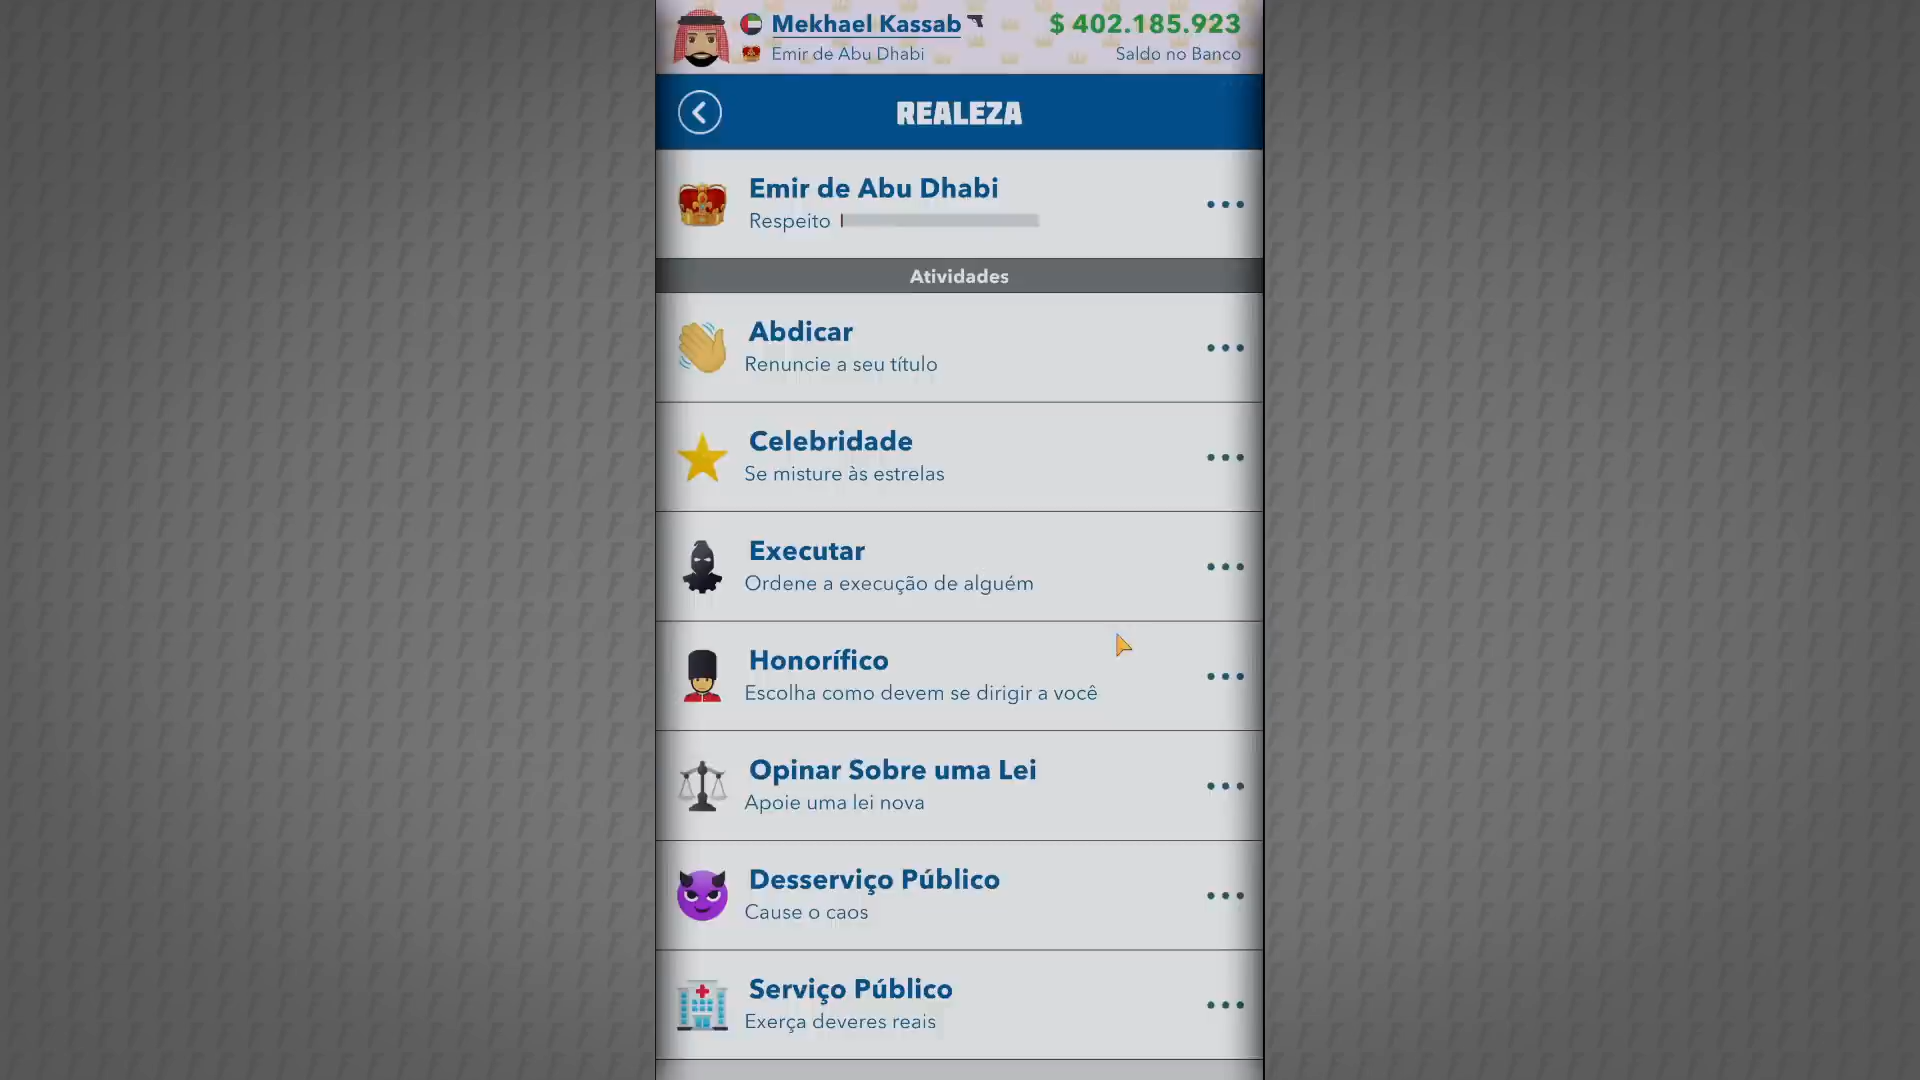 Mekhael Kassab
$ 402.185.923
Emir de Abu Dhabi
Saldo no Banco
REALEZA
Emir de Abu Dhabi
Respeito
Atividades
Abdicar
Renuncie a seu título
Celebridade
Se misture às estrelas
Executar
Ordene a execução de alguém
Honorífico
Escolha como devem se dirigir a você
Opinar Sobre uma Lei
Apoie uma lei nova
Desserviço Público
Cause o caos
Serviço Público
Exerça deveres reais